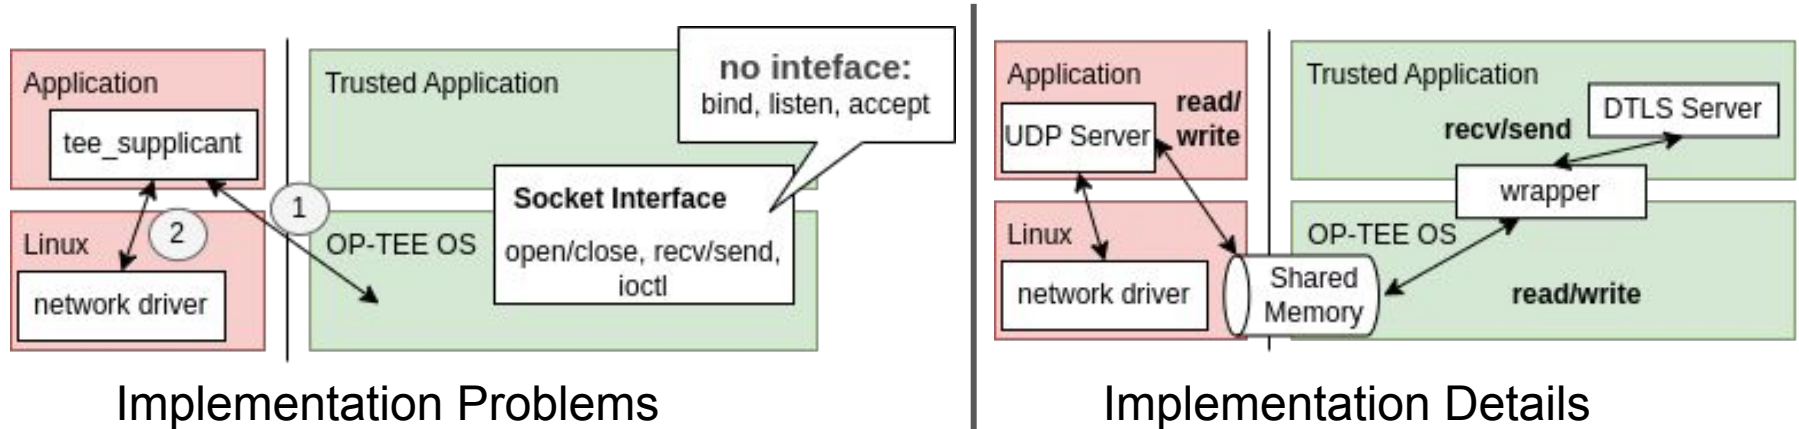 Application
tee_supplicant
2
Linux
network driver
1
Trusted Application
no inteface:
bind, listen, accept
Socket Interface
open/close, recv/send,
ioctl
OP-TEE OS
Implementation Problems
Application
UDP Server
read/
write
Linux
network driver
Shared
Memory
Trusted Application
DTLS Server
recv/send
wrapper
OP-TEE OS
read/write
Implementation Details